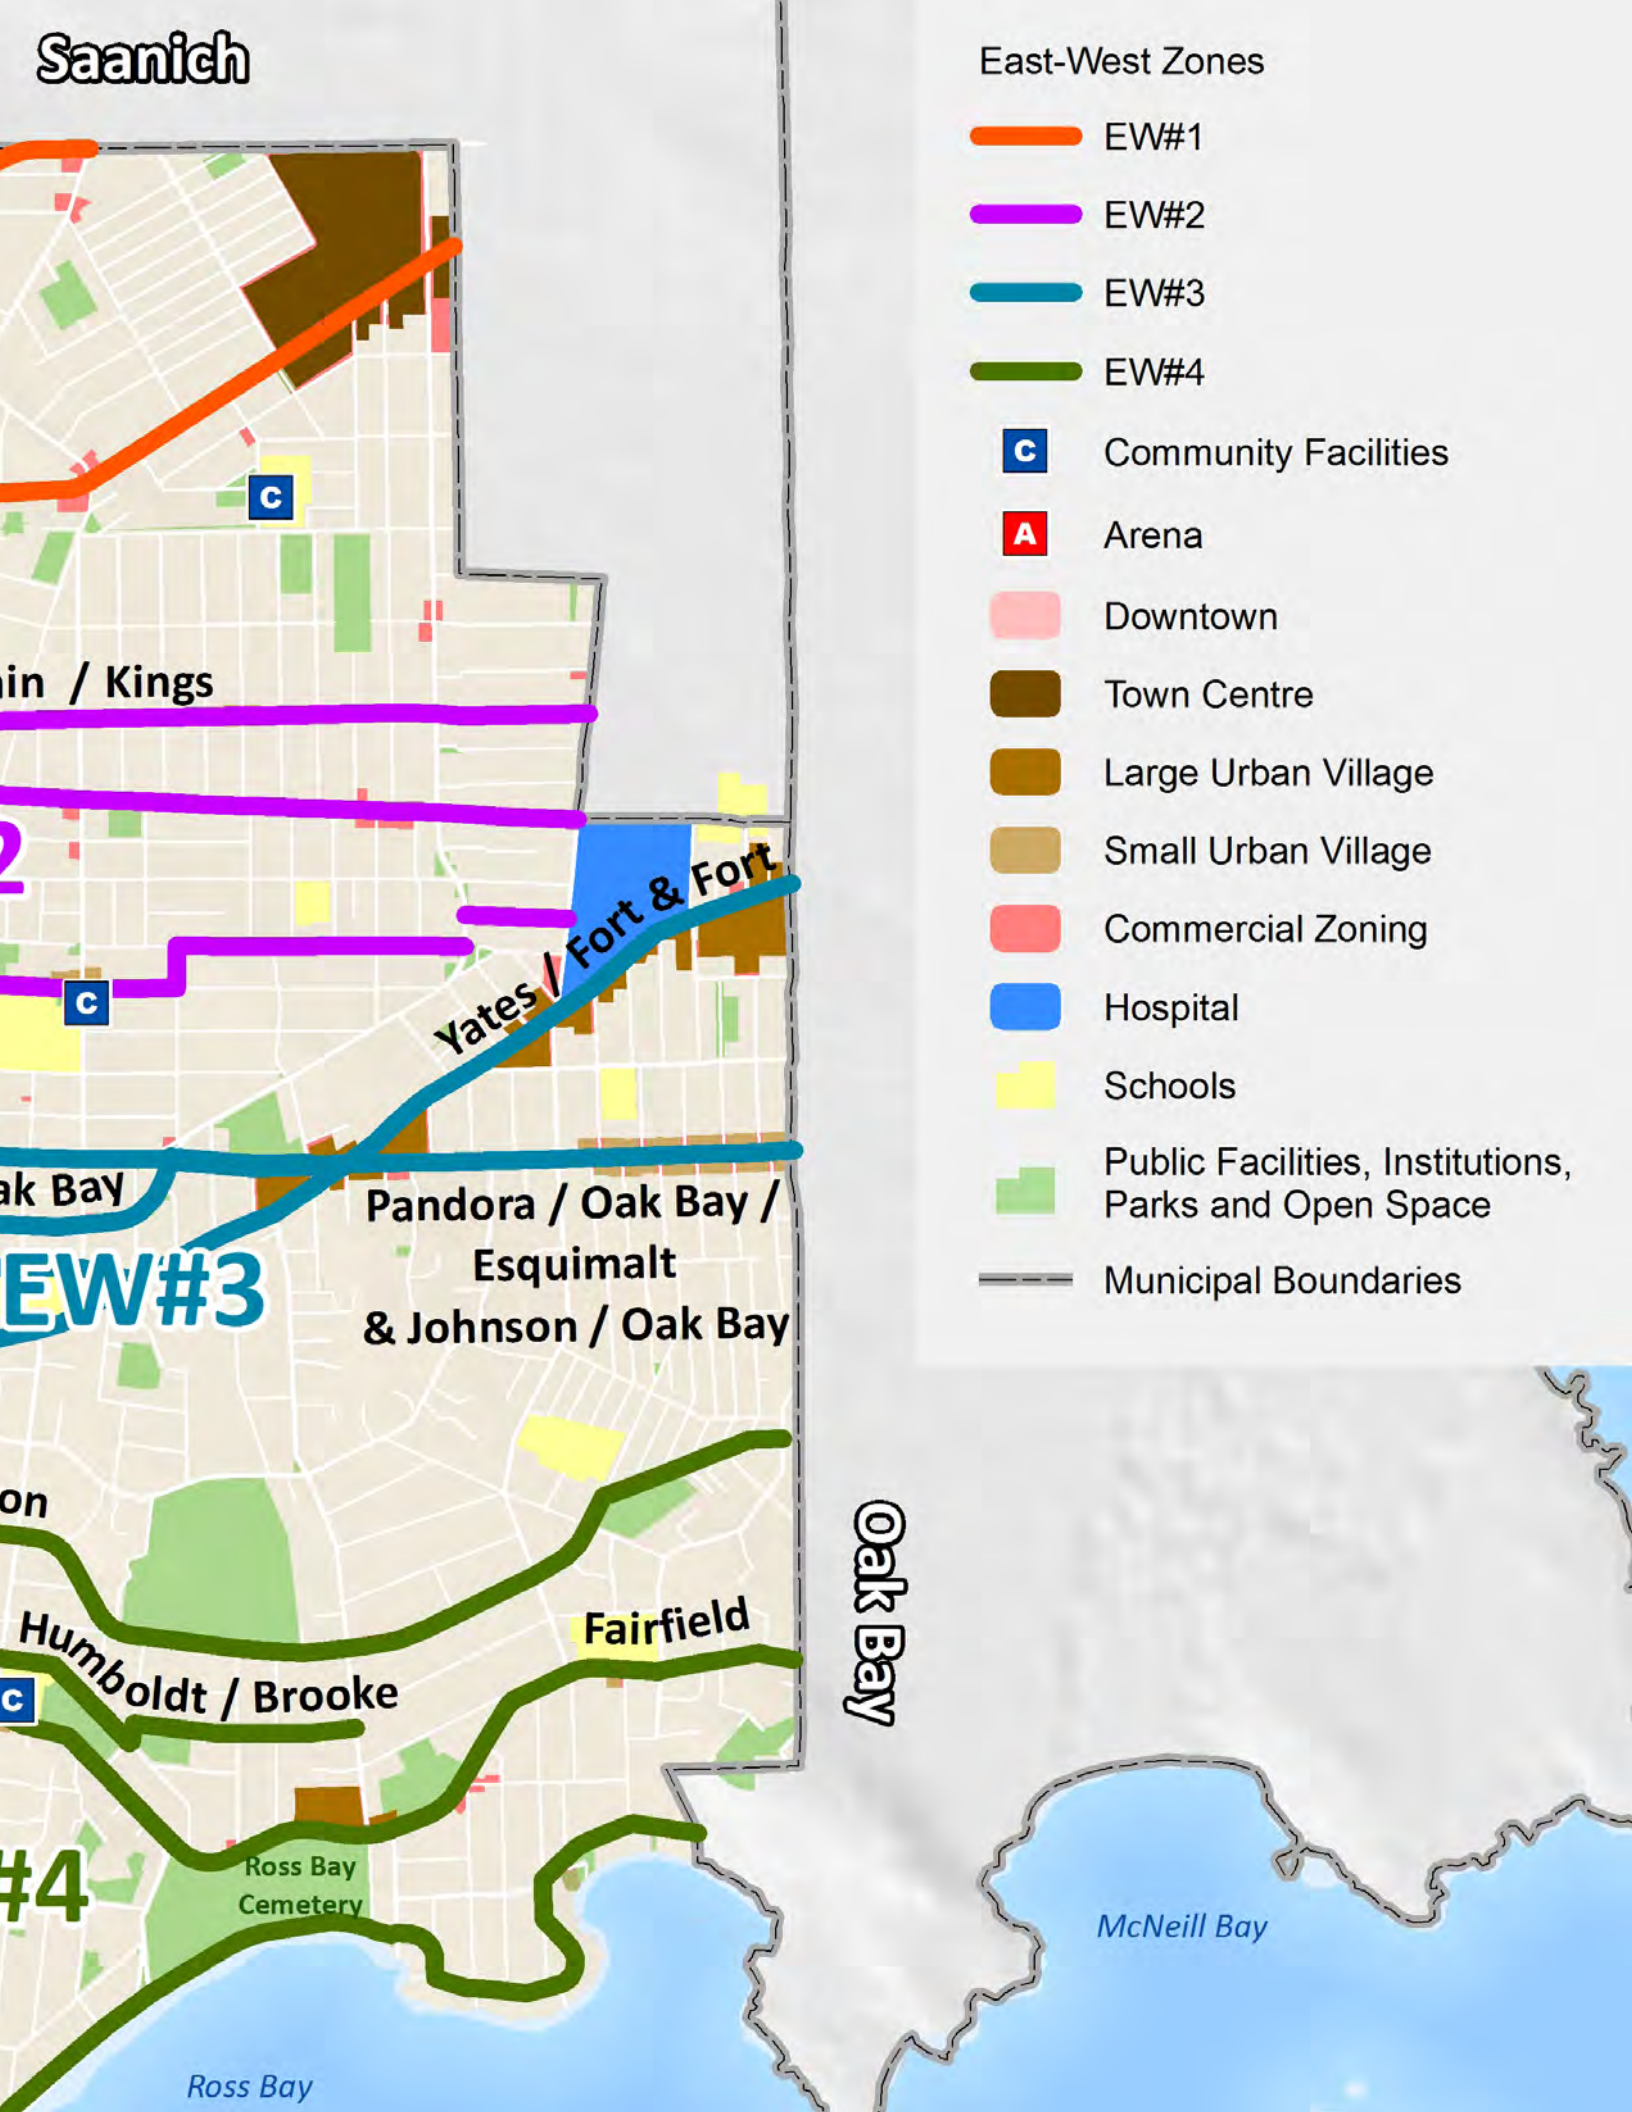 Saanich
East-West Zones
EW#1
EW#2
EW#3
EW#4
C
Community Facilities
A
Arena
Downtown
Town Centre
Large Urban Village
Small Urban Village
Commercial Zoning
Hospital
Schools
Public Facilities, Institutions,
Parks and Open Space
Municipal Boundaries
C
in / Kings
2
Yates / Fort & Fort
C
ak Bay
Pandora / Oak Bay /
Esquimalt
& Johnson / Oak Bay
EW#3
on
Oak Bay
Humboldt / Brooke
Fairfield
C
#4
Ross Bay
Cemetery
McNeill Bay
Ross Bay